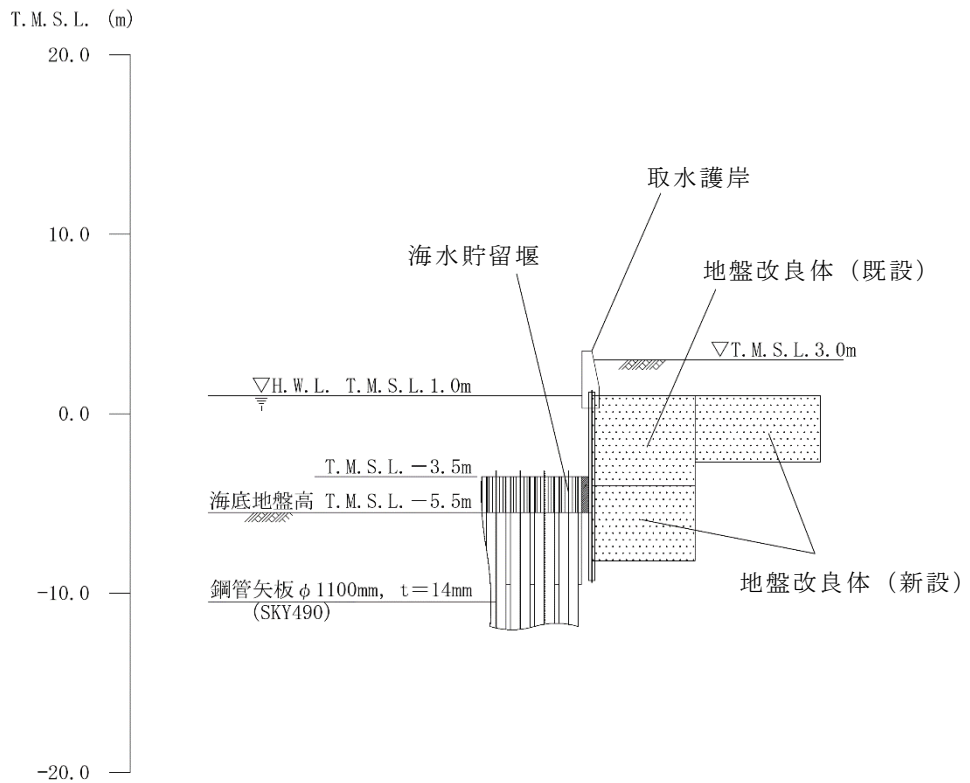 T.M.S.L. (m)
20.0
取水護岸
10.0
海水貯留堰
地盤改良体（既設）
▽T.M.S.L.3.0m
▽H.W.L. T.M.S.L.1.0m
0.0
T.M.S.L.－3.5m
海底地盤高 T.M.S.L.－5.5m
地盤改良体（新設）
鋼管矢板φ1100mm, t＝14mm
(SKY490)
-10.0
-20.0